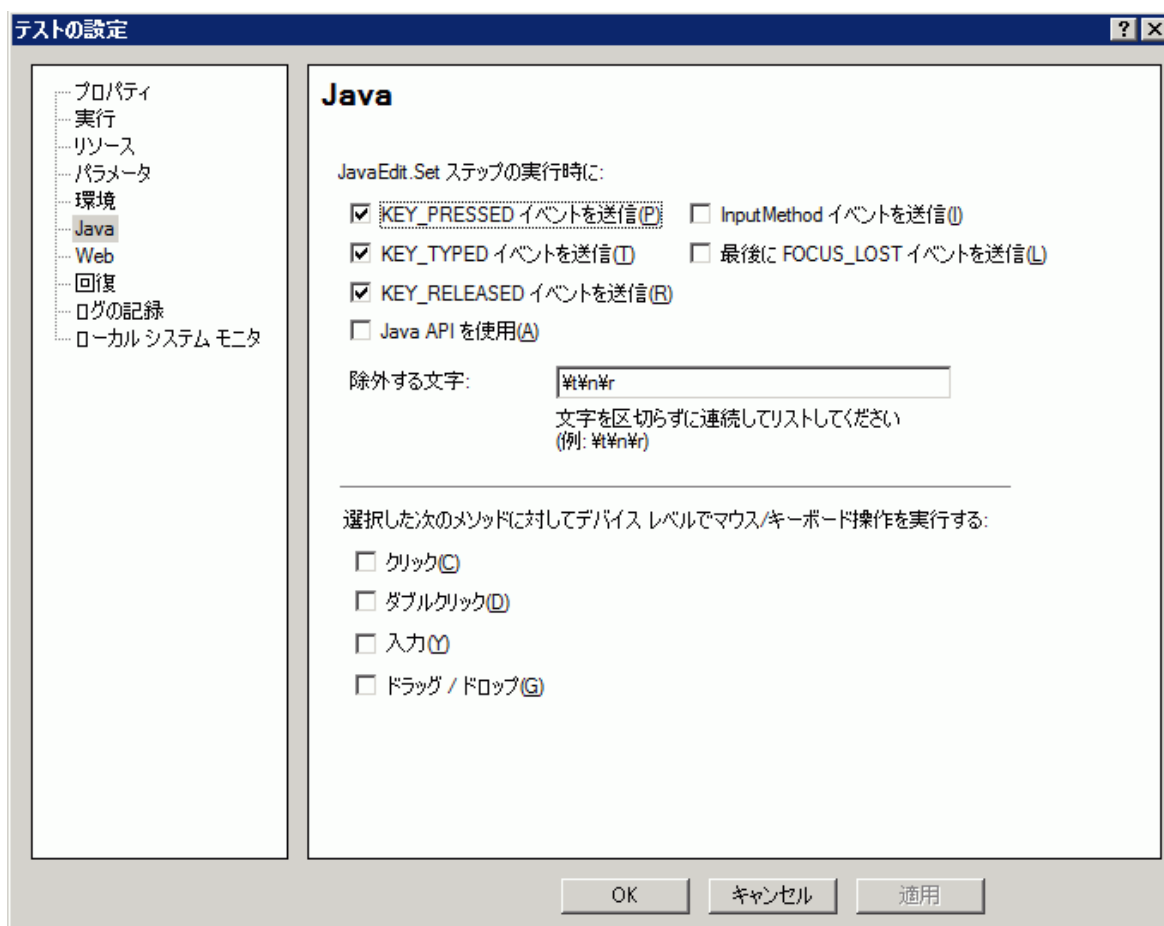 テストの設定
プロパティ
実行
リソース
パラメータ
環境
Java
Web
回復
ログの記録
ローカル システム モニタ
Java
JavaEdit.Set ステップの実行時に:
KEY_PRESSED イベントを送信(P) InputMethod イベントを送信(I)
KEY_TYPED イベントを送信(T) 最後に FOCUS_LOST イベントを送信(L)
KEY_RELEASED イベントを送信(R)
Java API を使用(A)
除外する文字: ¥t¥n¥r
文字を区切らずに連続してリストしてください
(例: ¥t¥n¥r)
選択した次のメソッドに対してデバイス レベルでマウス/キーボード操作を実行する:
クリック(C)
ダブルクリック(D)
入力(Y)
ドラッグ / ドロップ(G)
OK キャンセル 適用